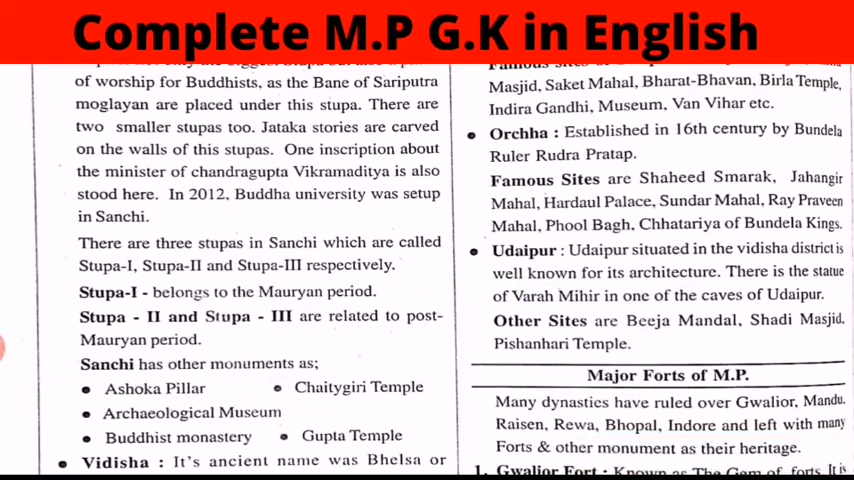 Complete M.P G.K in English
of worship for Buddhists, as the Bane of Sariputra
moglayan are placed under this stupa. There are
two smaller stupas too. Jataka stories are carved
on the walls of this stupas. One inscription about
the minister of chandragupta Vikramaditya is also
stood here. In 2012, Buddha university was setup
in Sanchi.
There are three stupas in Sanchi which are called
Stupa-I, Stupa-II and Stupa-III respectively.
Stupa-I - belongs to the Mauryan period.
Stupa - II and Stupa - III are related to post-
Mauryan period.
Sanchi has other monuments as;
● Ashoka Pillar ● Chaitygiri Temple
● Archaeological Museum
● Buddhist monastery ● Gupta Temple
● Vidisha : It's ancient name was Bhelsa or
Masjid, Saket Mahal, Bharat-Bhavan, Birla Temple,
Indira Gandhi, Museum, Van Vihar etc.
● Orchha : Established in 16th century by Bundela
Ruler Rudra Pratap.
Famous Sites are Shaheed Smarak, Jahangir
Mahal, Hardaul Palace, Sundar Mahal, Ray Praveen
Mahal, Phool Bagh, Chhatariya of Bundela Kings.
● Udaipur : Udaipur situated in the vidisha district is
well known for its architecture. There is the statue
of Varah Mihir in one of the caves of Udaipur.
Other Sites are Beeja Mandal, Shadi Masjid.
Pishanhari Temple.
Major Forts of M.P.
Many dynasties have ruled over Gwalior, Mandu.
Raisen, Rewa, Bhopal, Indore and left with many
Forts & other monument as their heritage.
1. Gwalior Fort : Known as The Gem of forts. It is